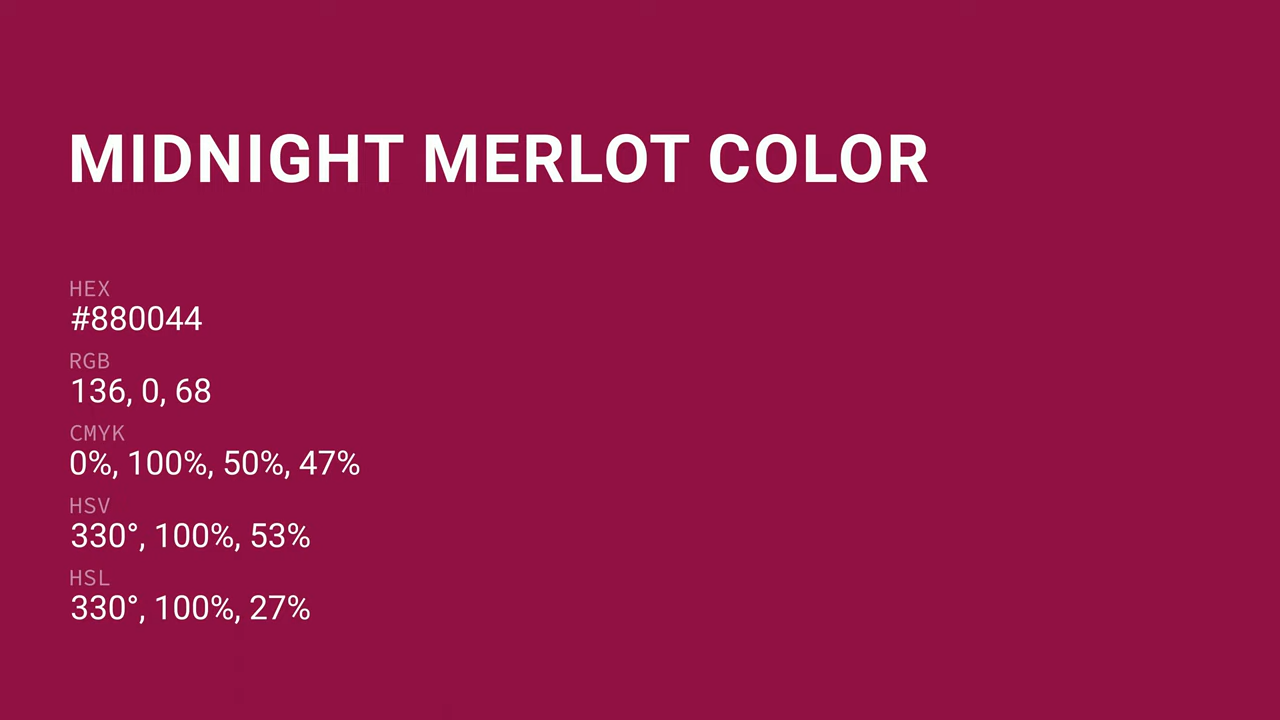 MIDNIGHT MERLOT COLOR
HEX
#880044
RGB
136, 0, 68
CMYK
0%, 100%, 50%, 47%
HSV
330°, 100%, 53%
HSL
330°, 100%, 27%